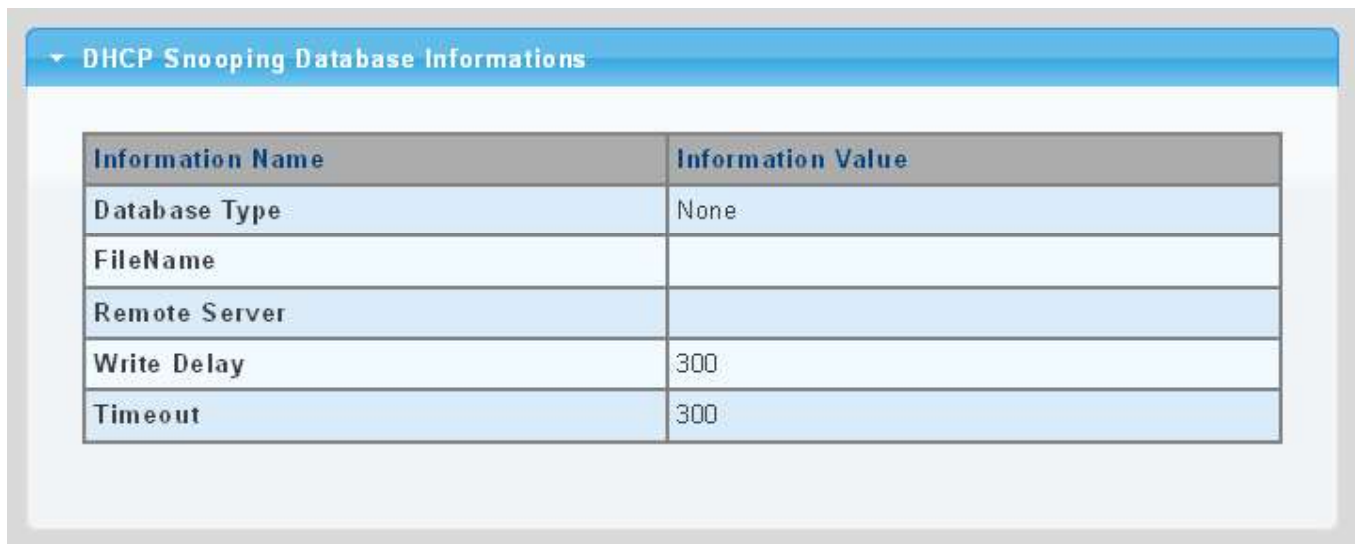 DHCP Snooping Database Informations
Information Name Information Value
Database Type None
FileName
Remote Server
Write Delay 300
Timeout 300